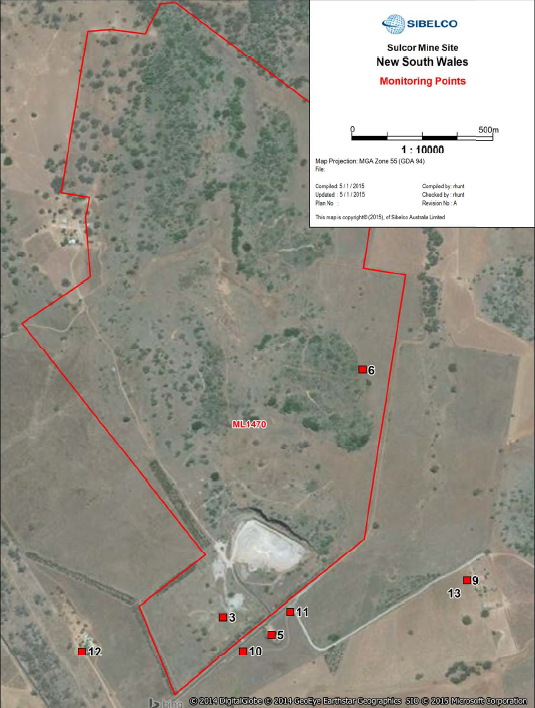 SIBELCO
Sulcor Mine Site
New South Wales
Monitoring Points
0 500m
1 : 10000
Map Projection: MGA Zone 55 (GDA 94)
File:
Compiled: 5 / 1 / 2015 Compiled by: rhunt
Updated : 5 / 1 / 2015 Checked by : rhunt
Plan No : Revision No : A
This map is copyright© (2015), of Sibelco Australia Limited
6
ML1470
9
13
11
3
5
10
12
bing
© 2014 DigitalGlobe © 2014 GeoEye Earthstar Geographics SIO © 2015 Microsoft Corporation